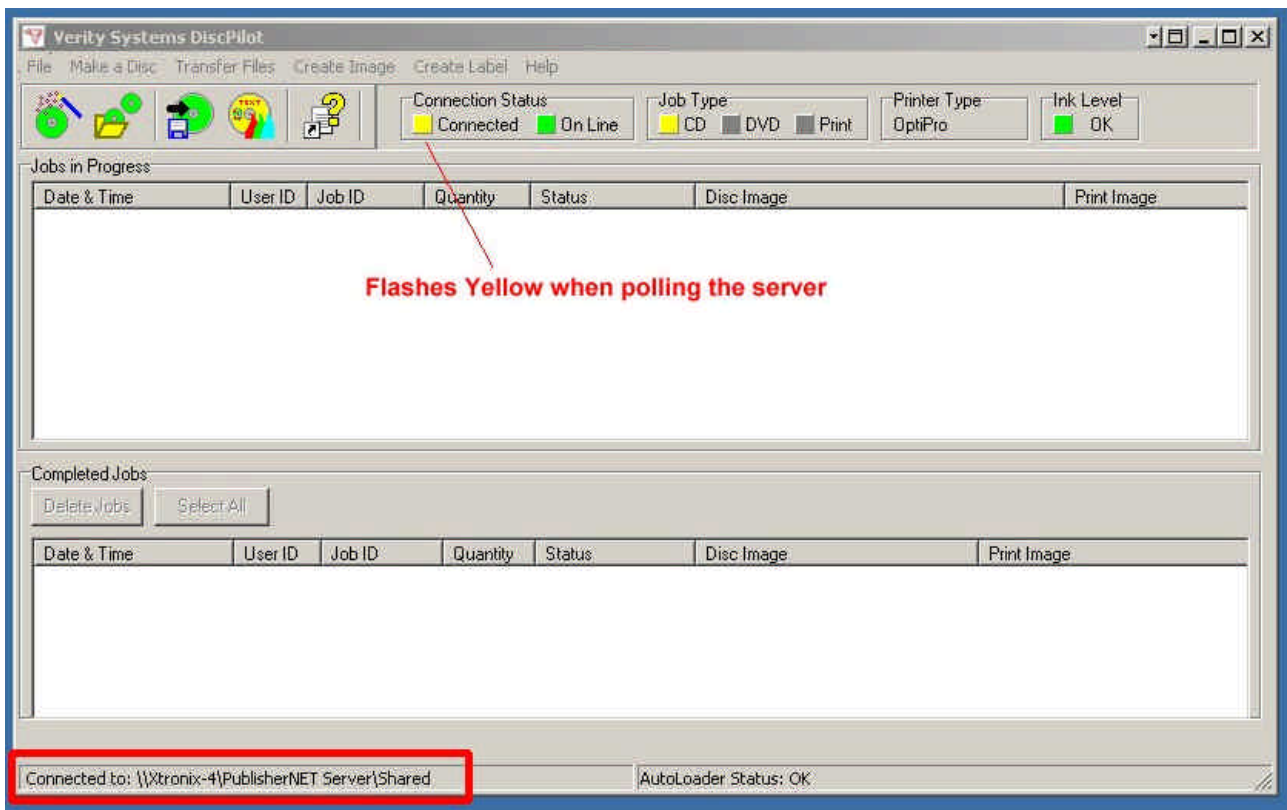 Verity Systems DiscPilot
File Make a Disc Transfer Files Create Image Create Label Help
TEXT
Connection Status Job Type Printer Type Ink Level
Connected On Line CD DVD Print OptiPro OK
Jobs in Progress
Date & Time User ID Job ID Quantity Status Disc Image Print Image
Flashes Yellow when polling the server
Completed Jobs
Delete Jobs Select All
Date & Time User ID Job ID Quantity Status Disc Image Print Image
Connected to: \\Xtronix-4\PublisherNET Server\Shared AutoLoader Status: OK